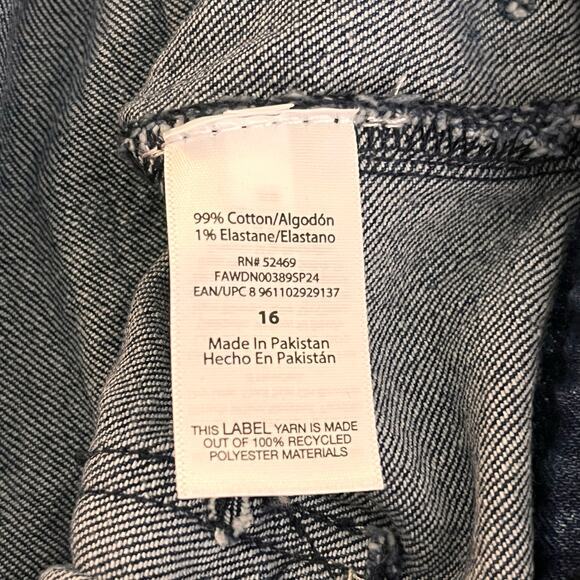 99% Cotton/Algodón
1% Elastane/Elastano
RN# 52469
FAWDN00389SP24
EAN/UPC 8 961102929137
16
Made In Pakistan
Hecho En Pakistán
THIS LABEL YARN IS MADE
OUT OF 100% RECYCLED
POLYESTER MATERIALS